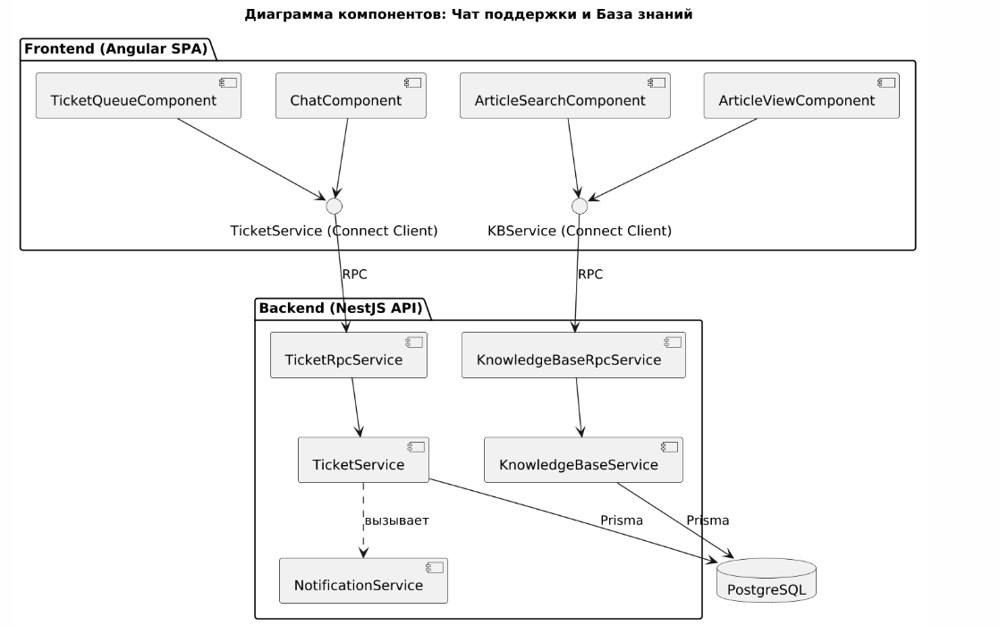 Диаграмма компонентов: Чат поддержки и База знаний
Frontend (Angular SPA)
TicketQueueComponent
ChatComponent
ArticleSearchComponent
ArticleViewComponent
TicketService (Connect Client)
KBService (Connect Client)
RPC
RPC
Backend (NestJS API)
TicketRpcService
KnowledgeBaseRpcService
TicketService
KnowledgeBaseService
вызывает
Prisma
Prisma
NotificationService
PostgreSQL